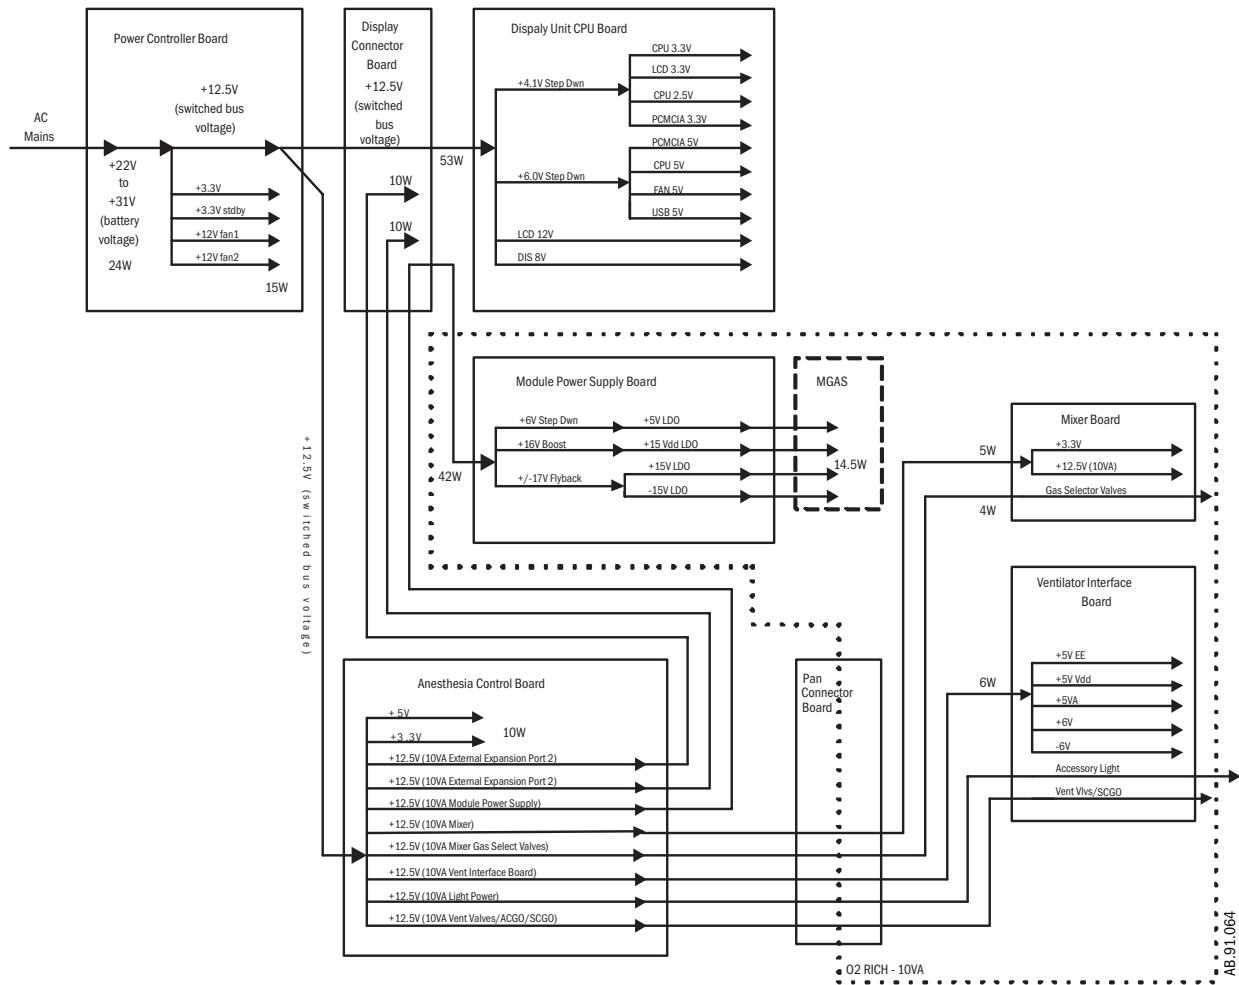 Power Controller Board
AC
Mains
+12.5V
(switched bus
voltage)
+22V
to
+31V
(battery
voltage)
24W
+3.3V
+3.3V stdby
+12V fan1
+12V fan2
15W
Display
Connector
Board
+12.5V
(switched
bus
voltage)
10W
10W
53W
Dispaly Unit CPU Board
+4.1V Step Dwn
CPU 3.3V
LCD 3.3V
CPU 2.5V
PCMCIA 3.3V
+6.0V Step Dwn
PCMCIA 5V
CPU 5V
FAN 5V
USB 5V
LCD 12V
DIS 8V
+12.5V (switched bus voltage)
42W
Module Power Supply Board
+6V Step Dwn
+5V LDO
+16V Boost
+15 Vdd LDO
+/-17V Flyback
+15V LDO
-15V LDO
MGAS
14.5W
Mixer Board
5W
+3.3V
+12.5V (10VA)
Gas Selector Valves
4W
Ventilator Interface
Board
6W
+5V EE
+5V Vdd
+5VA
+6V
-6V
Accessory Light
Vent Vlvs/SCGO
Anesthesia Control Board
+ 5V
+3 .3V
10W
+12.5V (10VA External Expansion Port 2)
+12.5V (10VA External Expansion Port 2)
+12.5V (10VA Module Power Supply)
+12.5V (10VA Mixer)
+12.5V (10VA Mixer Gas Select Valves)
+12.5V (10VA Vent Interface Board)
+12.5V (10VA Light Power)
+12.5V (10VA Vent Valves/ACGO/SCGO)
Pan
Connector
Board
O2 RICH - 10VA
AB.91.064